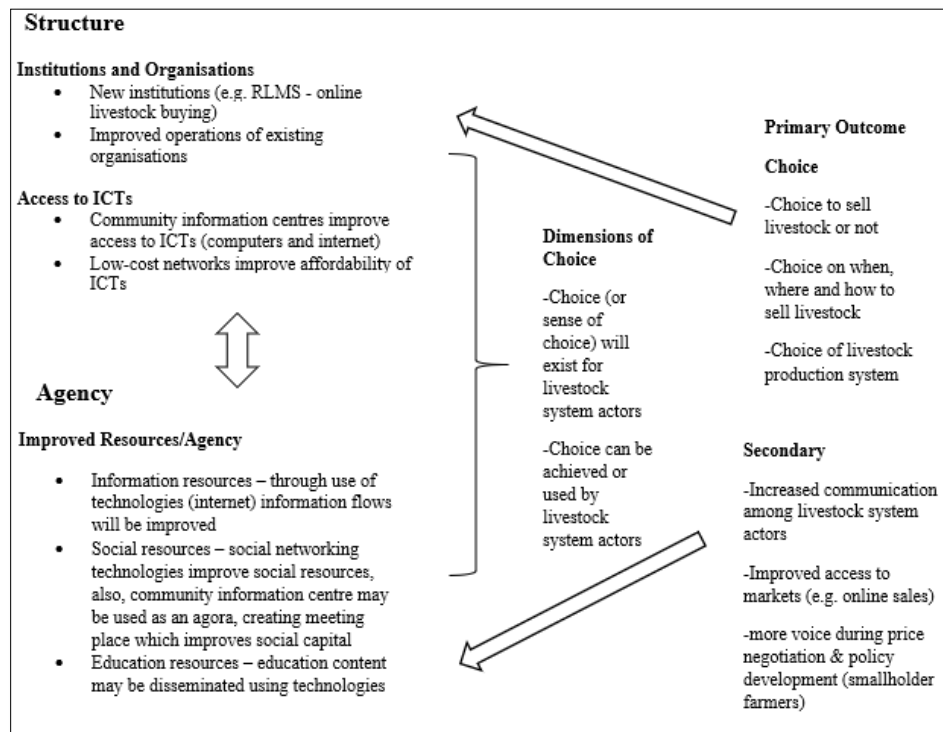 Structure
Institutions and Organisations
• New institutions (e.g. RLMS - online
livestock buying)
• Improved operations of existing
organisations
Access to ICTs
• Community information centres improve
access to ICTs (computers and internet)
• Low-cost networks improve affordability of
ICTs
Agency
Improved Resources/Agency
• Information resources – through use of
technologies (internet) information flows
will be improved
• Social resources – social networking
technologies improve social resources,
also, community information centre may
be used as an agora, creating meeting
place which improves social capital
• Education resources – education content
may be disseminated using technologies
Dimensions of
Choice
-Choice (or
sense of
choice) will
exist for
livestock
system actors
-Choice can be
achieved or
used by
livestock
system actors
Primary Outcome
Choice
-Choice to sell
livestock or not
-Choice on when,
where and how to
sell livestock
-Choice of livestock
production system
Secondary
-Increased communication
among livestock system
actors
-Improved access to
markets (e.g. online sales)
-more voice during price
negotiation & policy
development (smallholder
farmers)